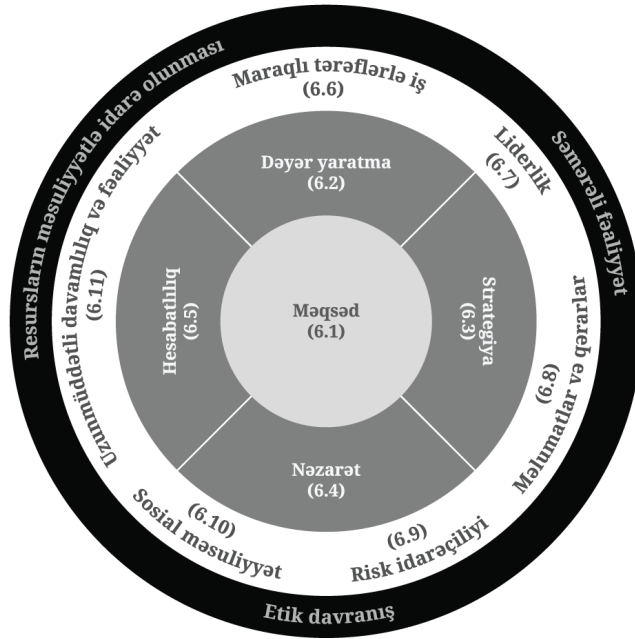 Resursların məsuliyyətlə idarə olunması
Səmərəli fəaliyyət
Etik davranış
Maraqlı tərəflərlə iş
(6.6)
Liderlik
(6.7)
Məlumatlar və qərarlar
(6.8)
Risk idarəçiliyi
(6.9)
Sosial məsuliyyət
(6.10)
Uzunmüddətli davamlılıq və fəaliyyət
(6.11)
Dəyər yaratma
(6.2)
Strategiya
(6.3)
Nəzarət
(6.4)
Hesabatlılıq
(6.5)
Məqsəd
(6.1)